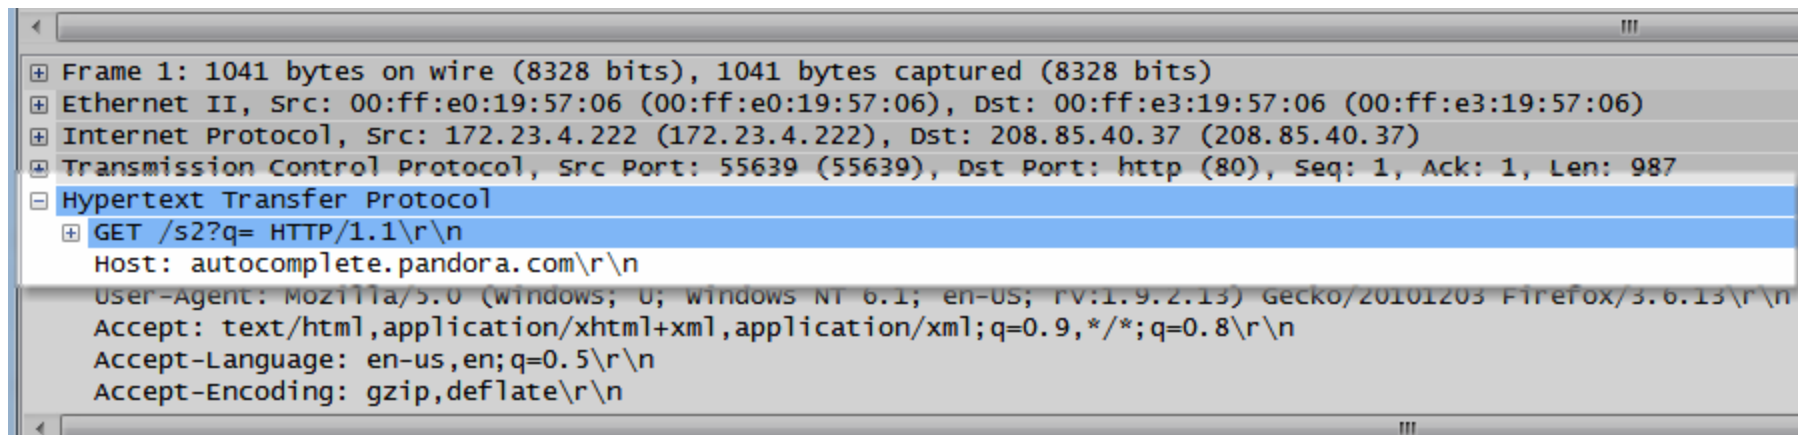 Frame 1: 1041 bytes on wire (8328 bits), 1041 bytes captured (8328 bits)
Ethernet II, Src: 00:ff:e0:19:57:06 (00:ff:e0:19:57:06), Dst: 00:ff:e3:19:57:06 (00:ff:e3:19:57:06)
Internet Protocol, Src: 172.23.4.222 (172.23.4.222), Dst: 208.85.40.37 (208.85.40.37)
Transmission Control Protocol, Src Port: 55639 (55639), Dst Port: http (80), Seq: 1, Ack: 1, Len: 987
Hypertext Transfer Protocol
GET /s2?q= HTTP/1.1\r\n
Host: autocomplete.pandora.com\r\n
User-Agent: Mozilla/5.0 (Windows; U; Windows NT 6.1; en-US; rv:1.9.2.13) Gecko/20101203 Firefox/3.6.13\r\n
Accept: text/html,application/xhtml+xml,application/xml;q=0.9,*/*;q=0.8\r\n
Accept-Language: en-us,en;q=0.5\r\n
Accept-Encoding: gzip,deflate\r\n